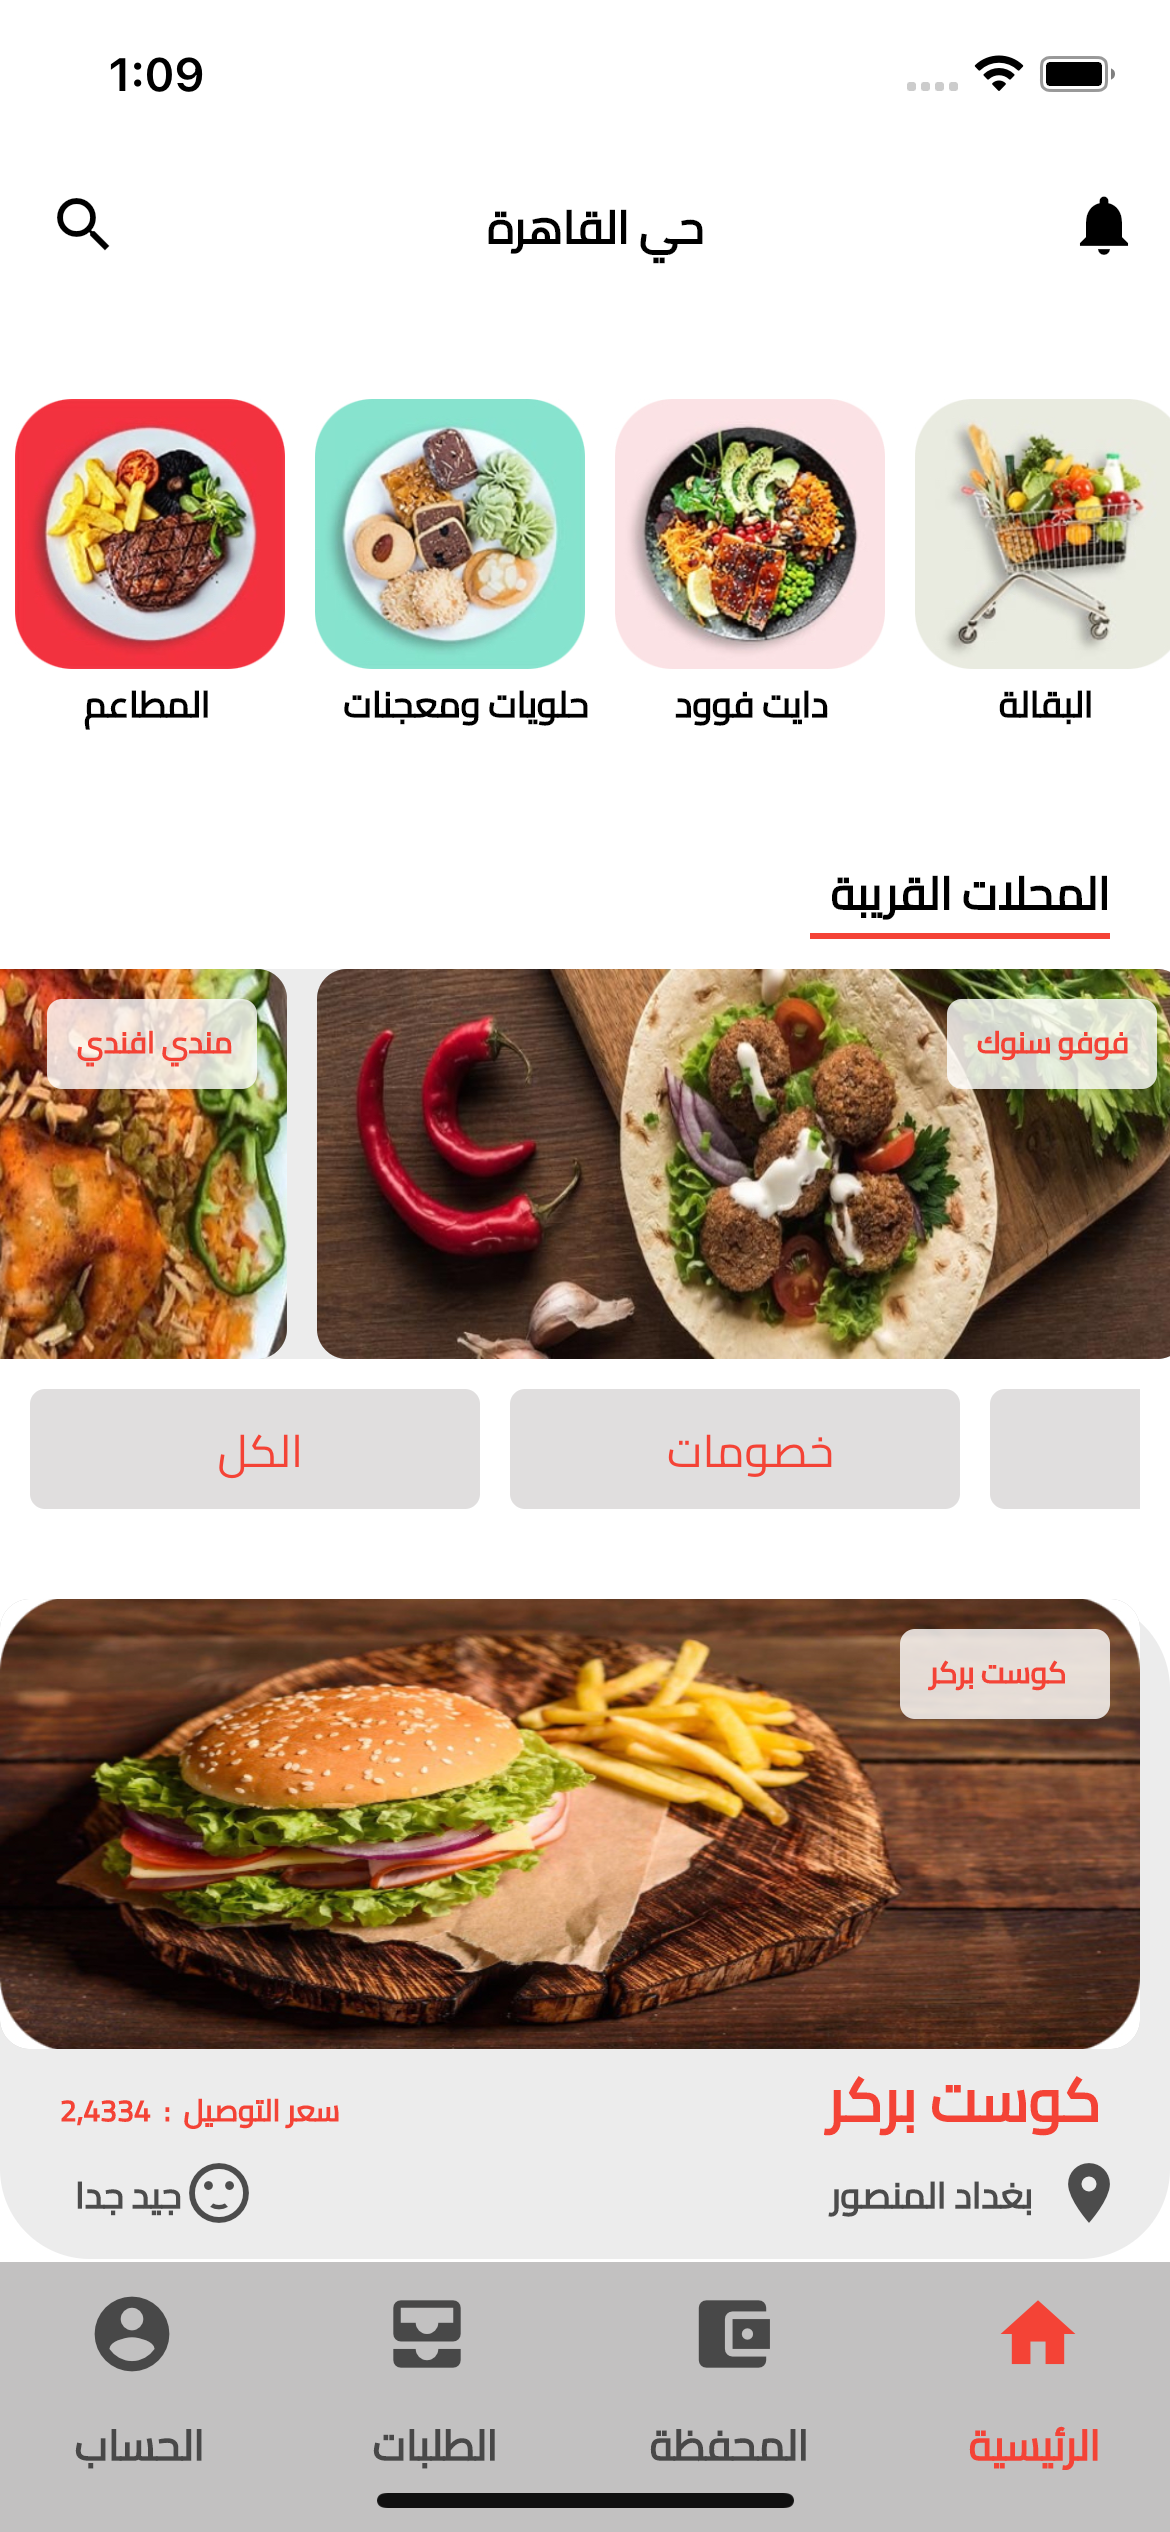 1:09
حي القاهرة
البقالة
دايت فوود
حلويات ومعجنات
المطاعم
المحلات القريبة
فوفو سنوك
مندي افندي
خصومات
الكل
كوست بركر
كوست بركر
سعر التوصيل : 2,4334
بغداد المنصور
جيد جدا
الرئيسية
المحفظة
الطلبات
الحساب